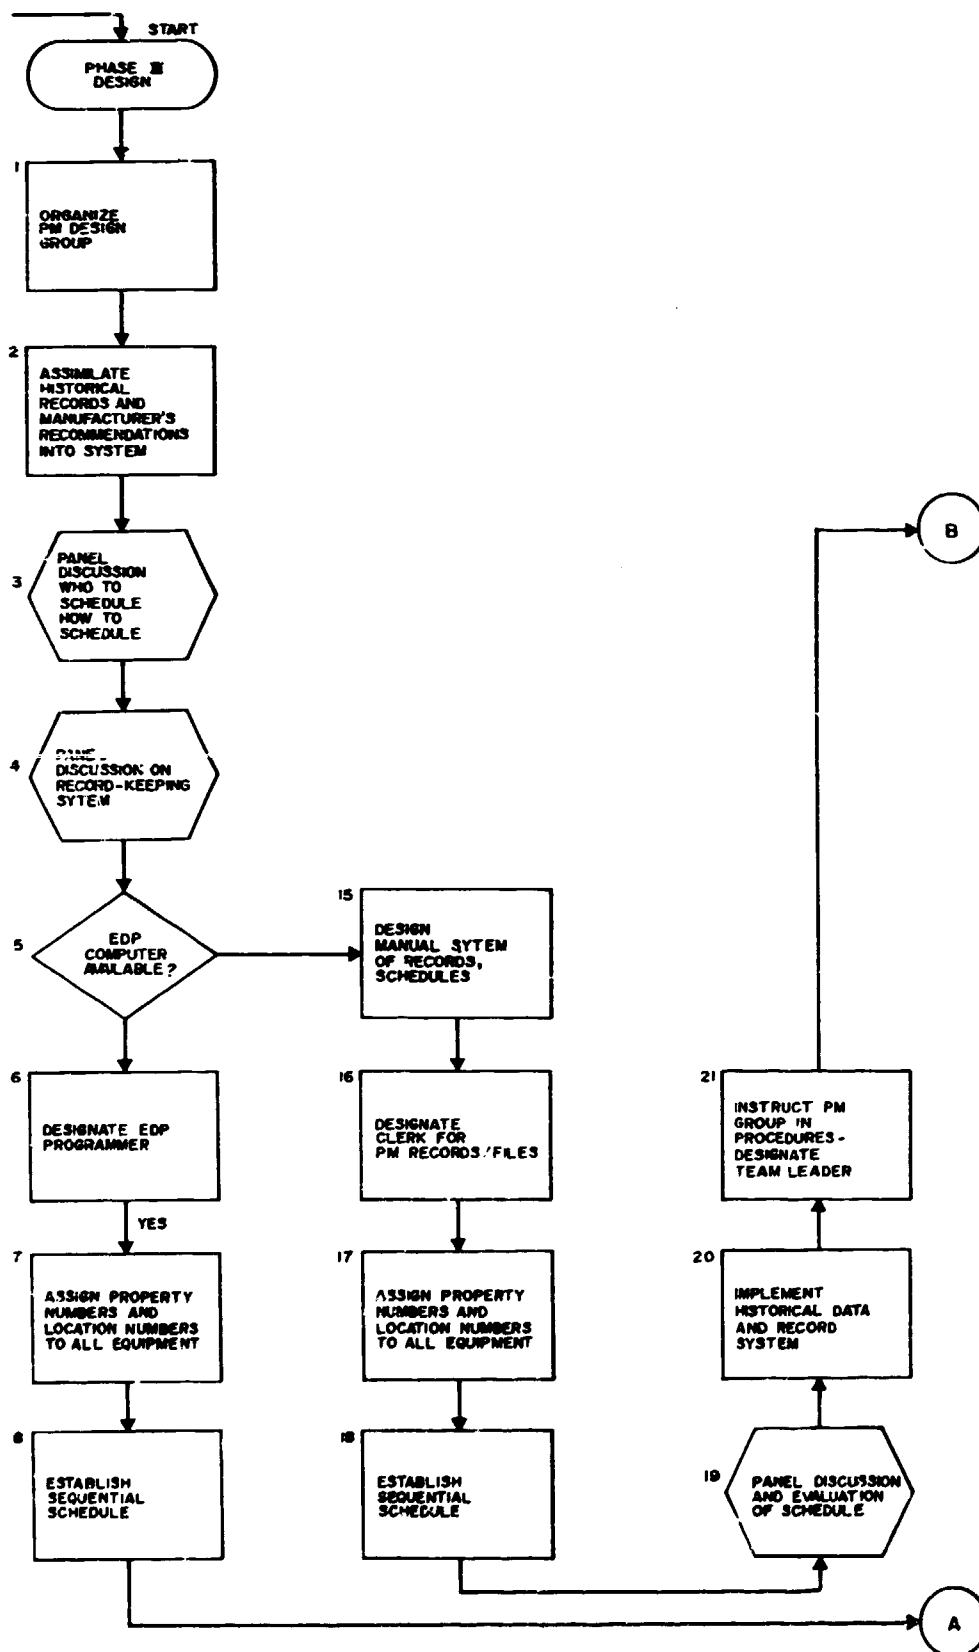 START
PHASE III
DESIGN
1
ORGANIZE
PM DESIGN
GROUP
2
ASSIMILATE
HISTORICAL
RECORDS AND
MANUFACTURER'S
RECOMMENDATIONS
INTO SYSTEM
3
PANEL
DISCUSSION
WHO TO
SCHEDULE
HOW TO
SCHEDULE
4
PANEL
DISCUSSION ON
RECORD-KEEPING
SYTEM
5
EDP
COMPUTER
AVAILABLE?
6
DESIGNATE EDP
PROGRAMMER
YES
7
ASSIGN PROPERTY
NUMBERS AND
LOCATION NUMBERS
TO ALL EQUIPMENT
8
ESTABLISH
SEQUENTIAL
SCHEDULE
15
DESIGN
MANUAL SYTEM
OF RECORDS,
SCHEDULES
16
DESIGNATE
CLERK FOR
PM RECORDS/FILES
17
ASSIGN PROPERTY
NUMBERS AND
LOCATION NUMBERS
TO ALL EQUIPMENT
18
ESTABLISH
SEQUENTIAL
SCHEDULE
19
PANEL DISCUSSION
AND EVALUATION
OF SCHEDULE
20
IMPLEMENT
HISTORICAL DATA
AND RECORD
SYSTEM
21
INSTRUCT PM
GROUP IN
PROCEDURES-
DESIGNATE
TEAM LEADER
B
A